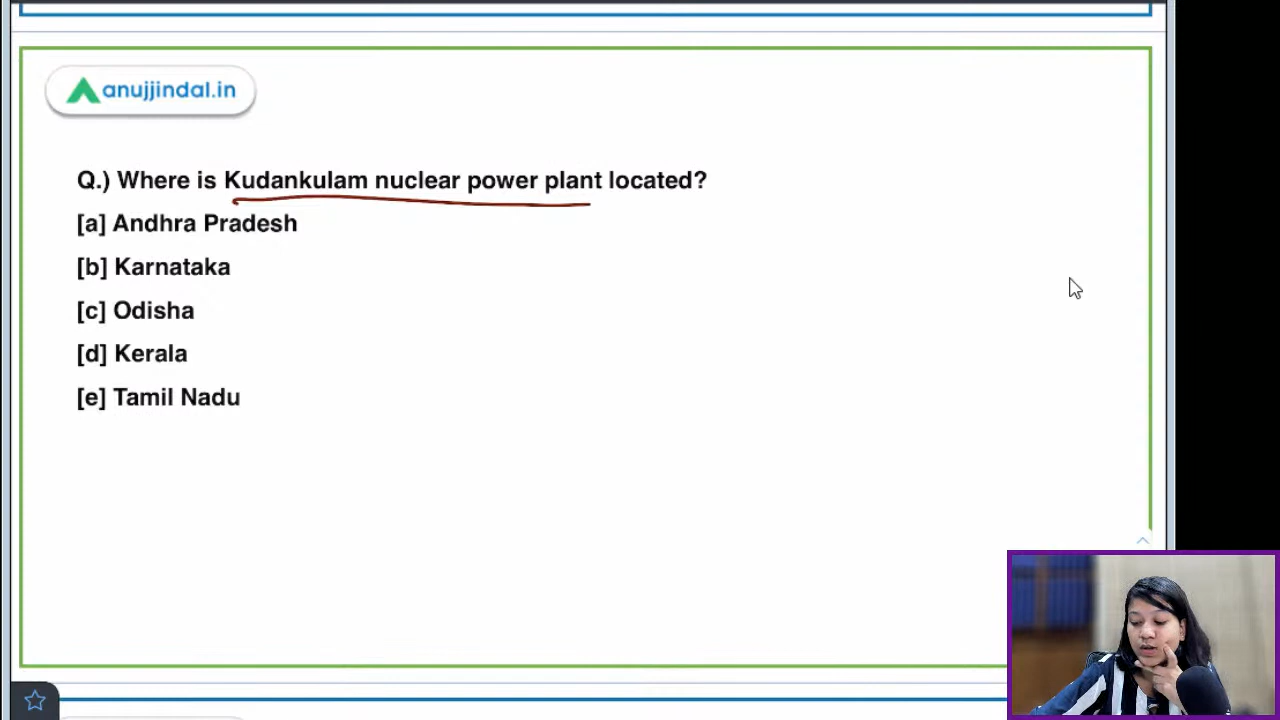 anujjindal.in
Q.) Where is Kudankulam nuclear power plant located?
[a] Andhra Pradesh
[b] Karnataka
[c] Odisha
[d] Kerala
[e] Tamil Nadu